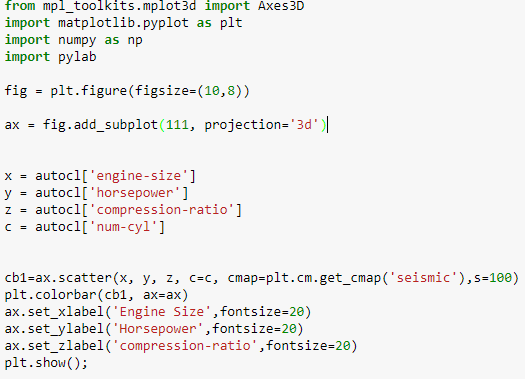 from mpl_toolkits.mplot3d import Axes3D
import matplotlib.pyplot as plt
import numpy as np
import pylab
fig = plt.figure(figsize=(10,8))
ax = fig.add_subplot(111, projection='3d')
x = autocl['engine-size']
y = autocl['horsepower']
z = autocl['compression-ratio']
c = autocl['num-cyl']
cb1=ax.scatter(x, y, z, c=c, cmap=plt.cm.get_cmap('seismic'),s=100)
plt.colorbar(cb1, ax=ax)
ax.set_xlabel('Engine Size',fontsize=20)
ax.set_ylabel('Horsepower',fontsize=20)
ax.set_zlabel('compression-ratio',fontsize=20)
plt.show();